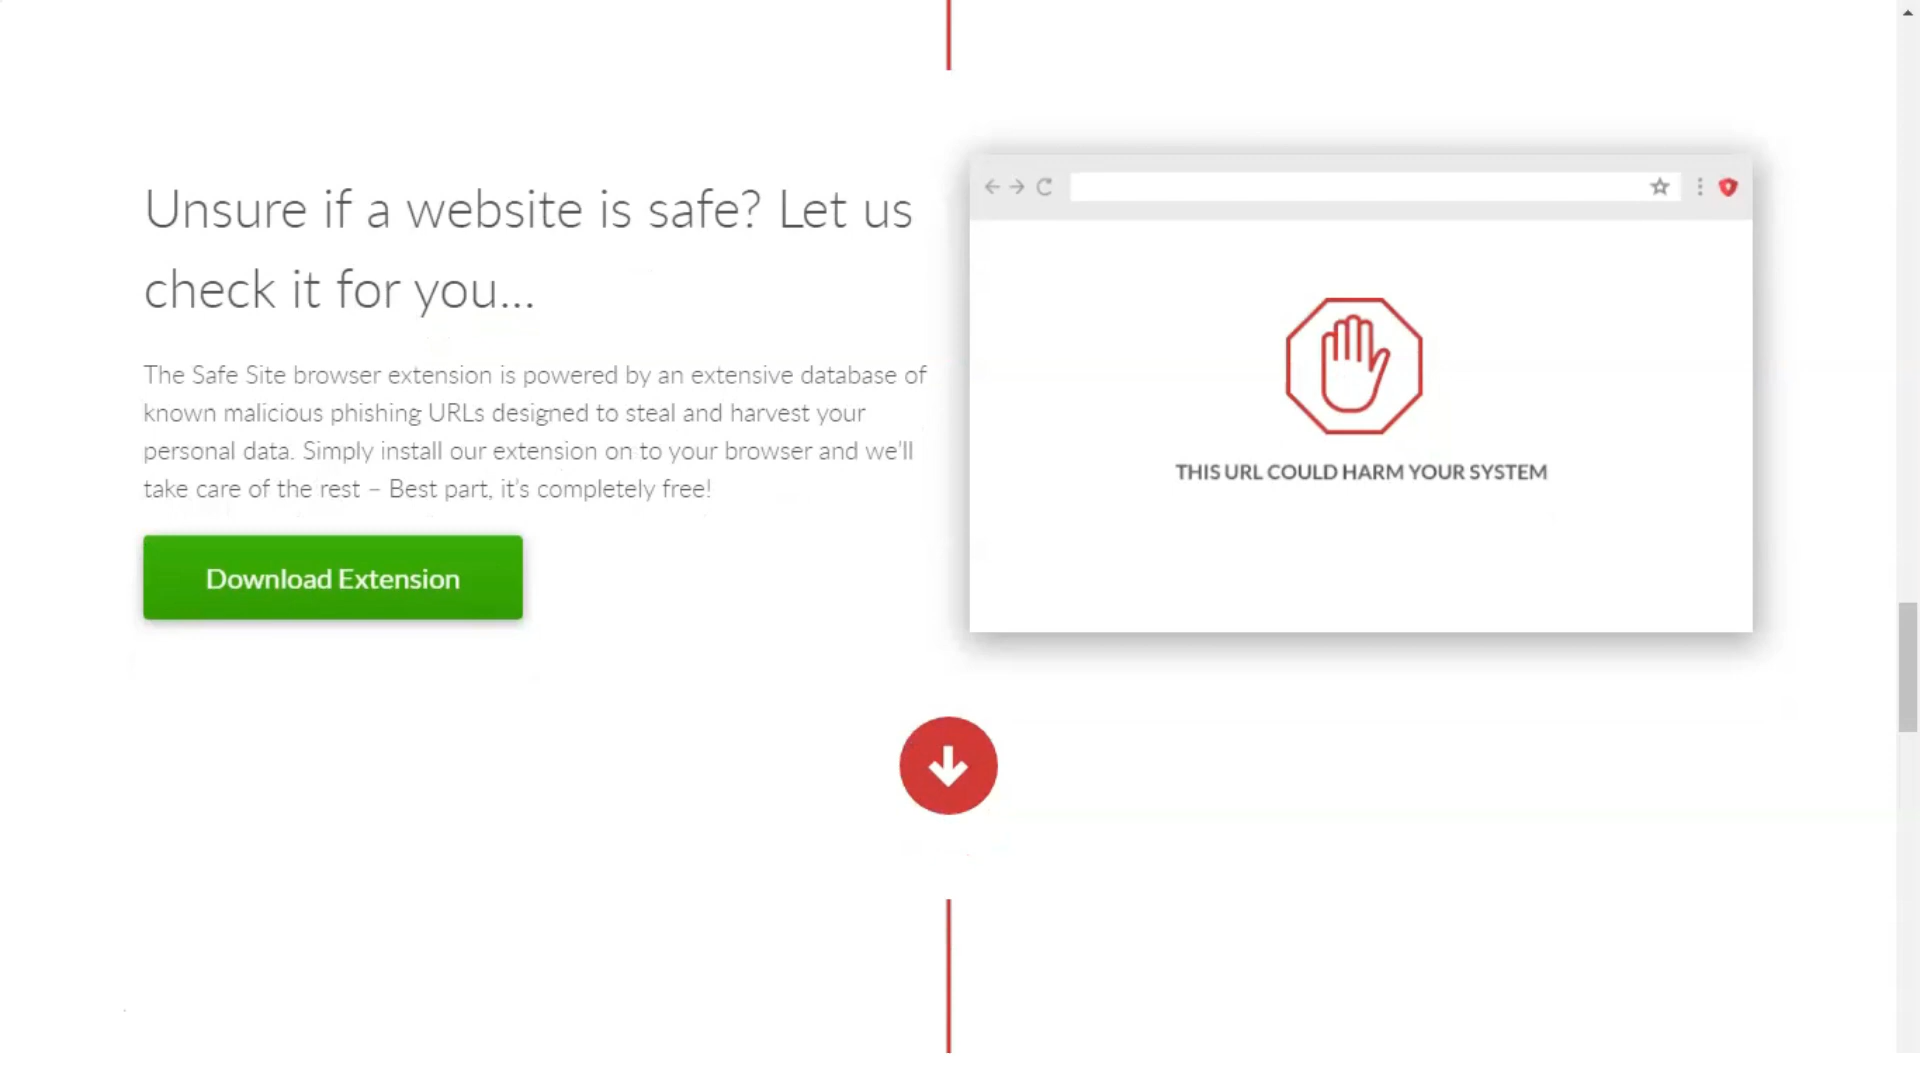 Unsure if a website is safe? Let us
check it for you...
The Safe Site browser extension is powered by an extensive database of
known malicious phishing URLs designed to steal and harvest your
personal data. Simply install our extension on to your browser and we'll
take care of the rest – Best part, it's completely free!
Download Extension
THIS URL COULD HARM YOUR SYSTEM